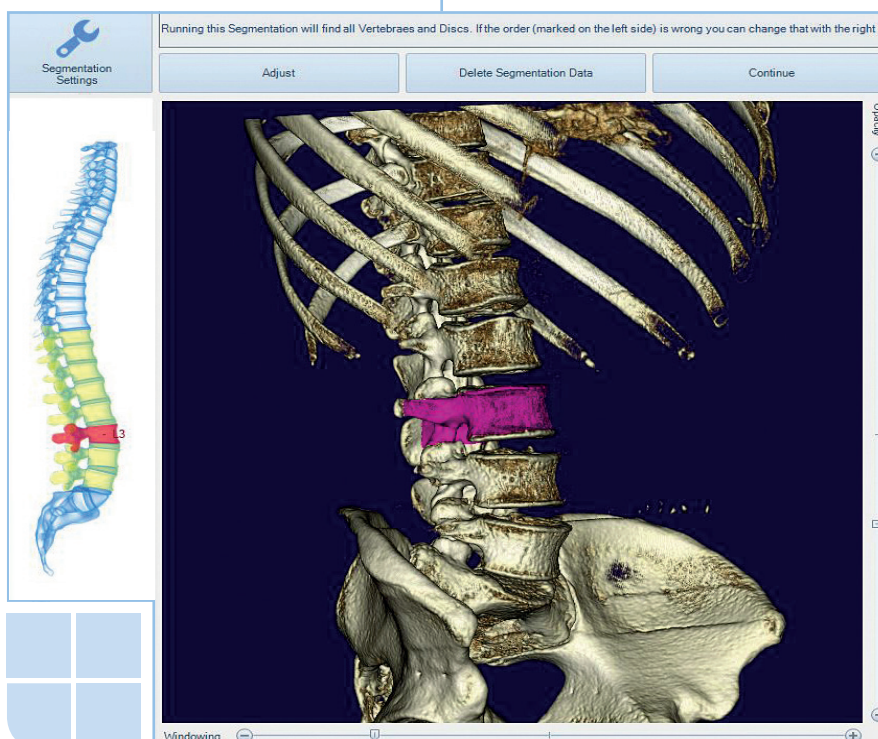 Running this Segmentation will find all Vertebraes and Discs. If the order (marked on the left side) is wrong you can change that with the right
Segmentation
Settings
Adjust
Delete Segmentation Data
Continue
Opacity
L3
Windowing